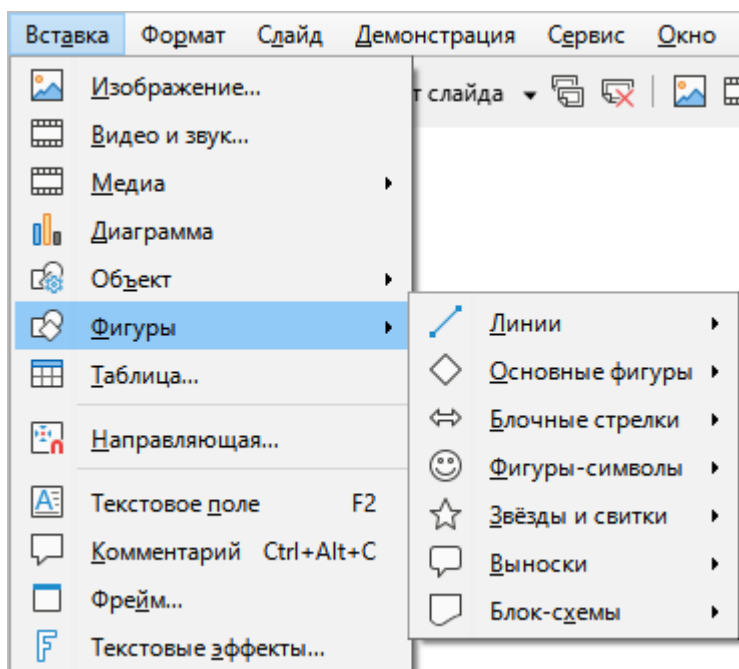 Вставка Формат Слайд Демонстрация Сервис Окно
Изображение...
т слайда
Видео и звук...
Медиа
Диаграмма
Объект
Фигуры
Линии
Таблица...
Основные фигуры
Блочные стрелки
Направляющая...
Фигуры-символы
Текстовое поле F2
Звёзды и свитки
Комментарий Ctrl+Alt+C
Выноски
Фрейм...
Блок-схемы
Текстовые эффекты...